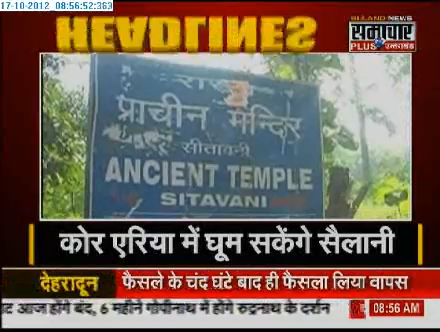 17-10-2012 08:56:52:363
HEADLINES
समाचार
PLUS
प्राचीन मन्दिर
सीतावनी
ANCIENT TEMPLE
SITAVANI
कोर एरिया में घूम सकेंगे सैलानी
देहरादून
फैसले के चंद घंटे बाद ही फैसला लिया वापस
आज होंगे बंद, 6 महीने गोपीनाथ में होंगे रुद्रनाथ के दर्शन
08:56 AM